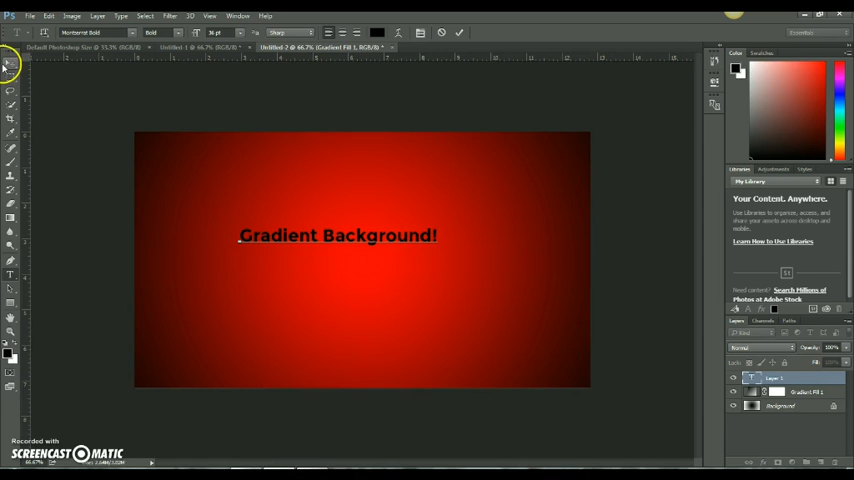 Ps File Edit Image Layer Type Select Filter 3D View Window Help
Montserrat Bold Bold 36 pt Sharp Essentials
Default Photoshop Size @ 33.3% (RGB/8) × Untitled-1 @ 66.7% (RGB/8) * × Untitled-2 @ 66.7% (Gradient Fill 1, RGB/8) * ×
Color Swatches
Gradient Background!
Libraries Adjustments Styles
My Library
Your Content. Anywhere.
Use Libraries to organize, access, and
share your assets across desktop and
mobile.
Learn How to Use Libraries
St
Need content? Search Millions of
Photos at Adobe Stock
Layers Channels Paths
Kind
Normal Opacity: 100%
Lock: Fill: 100%
T Layer 1
Gradient Fill 1
Background
Recorded with
SCREENCAST MATIC
66.67%